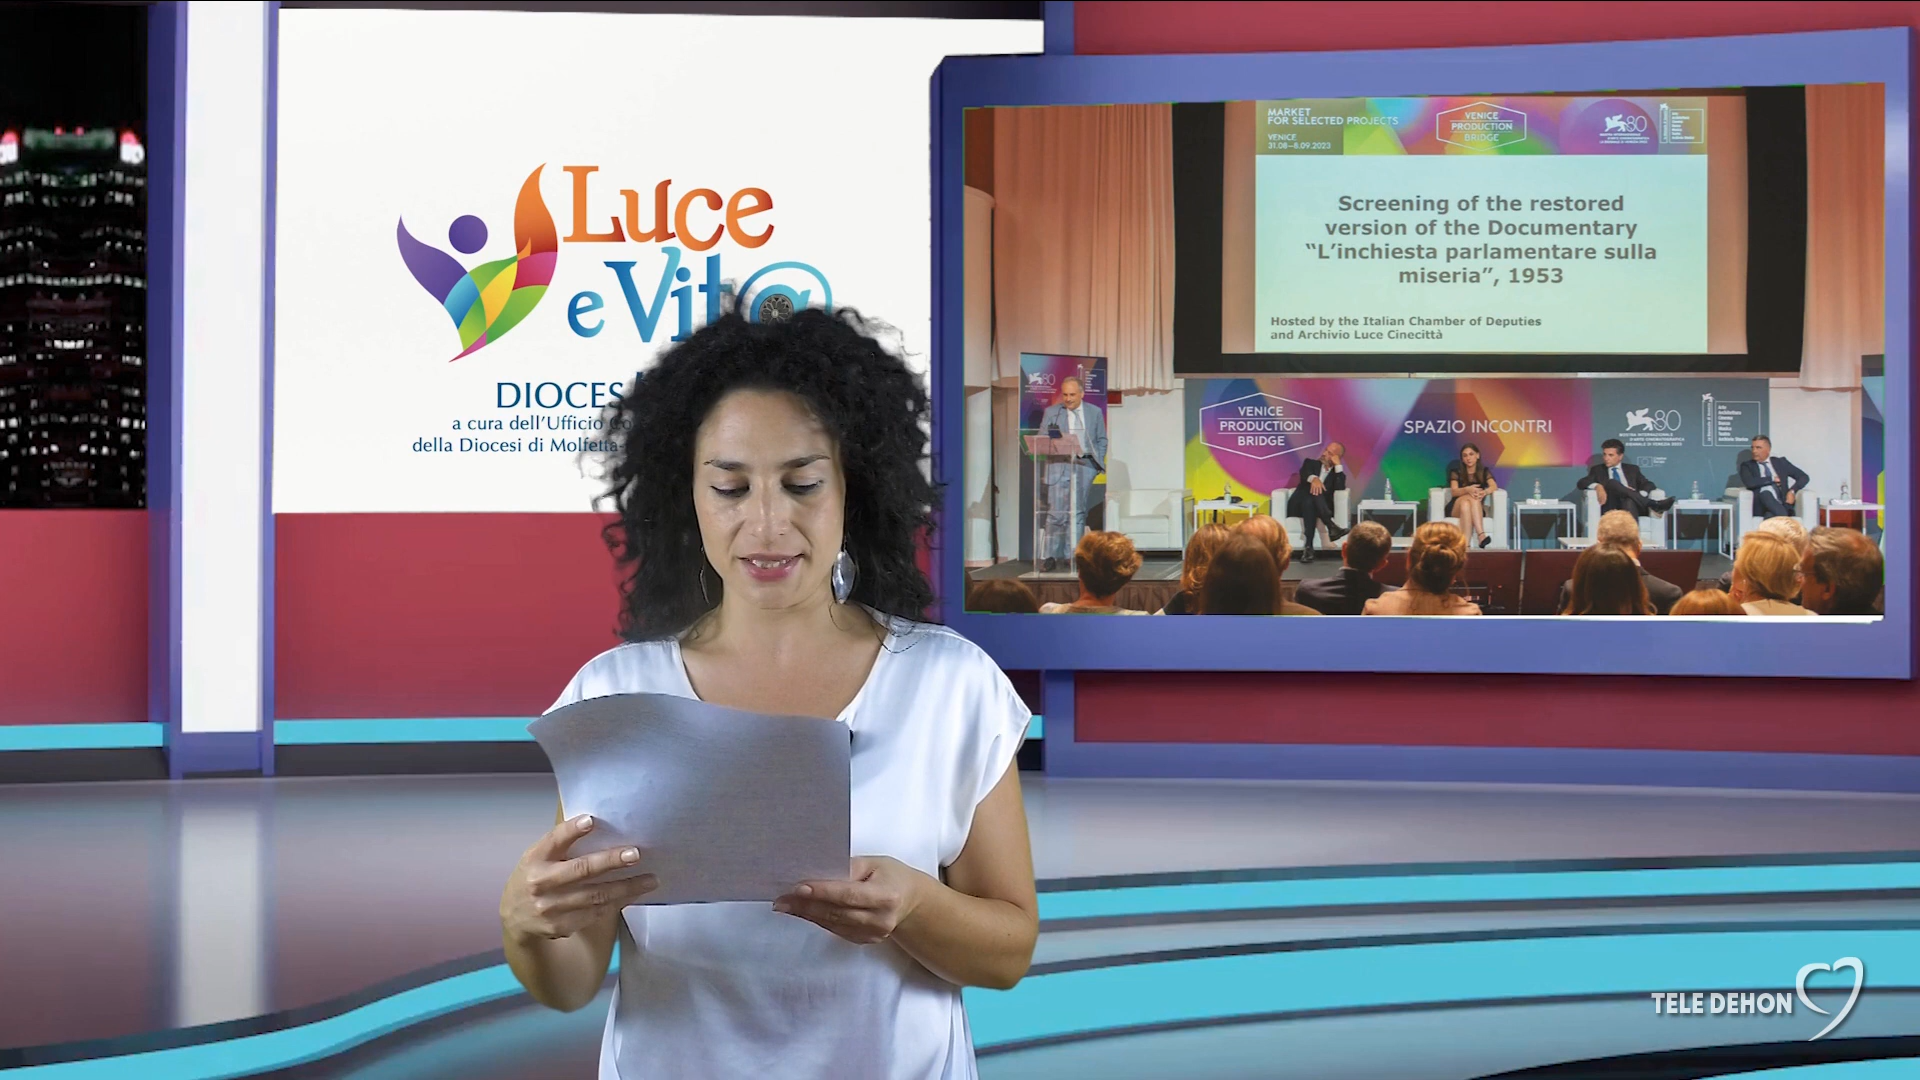 Luce
e Vit@
DIOCES
a cura dell'Ufficio
della Diocesi di Molfetta-
MARKET
FOR SELECTED PROJECTS
VENICE
31.08—8.09.2023
VENICE
PRODUCTION
BRIDGE
80
Screening of the restored
version of the Documentary
“L’inchiesta parlamentare sulla
miseria”, 1953
Hosted by the Italian Chamber of Deputies
and Archivio Luce Cinecittà
80
VENICE
PRODUCTION
BRIDGE
SPAZIO INCONTRI
80
TELE DEHON